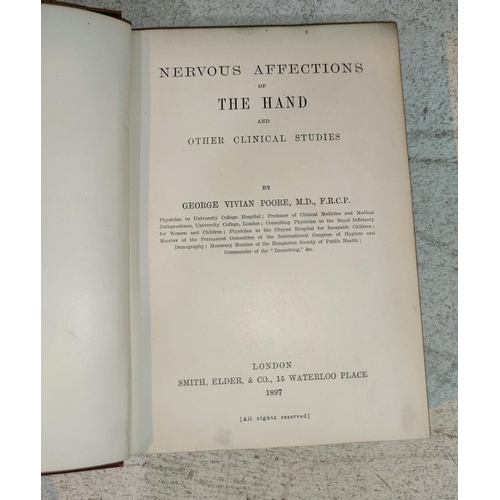 NERVOUS AFFECTIONS
OF
THE HAND
AND
OTHER CLINICAL STUDIES
BY
GEORGE VIVIAN POORE, M.D., F.R.C.P.
Physician to University College Hospital; Professor of Clinical Medicine and Medical
Jurisprudence, University College, London; Consulting Physician to the Royal Infirmary
for Women and Children; Physician to the Cheyne Hospital for Incurable Children;
Member of the Permanent Committee of the International Congress of Hygiene and
Demography; Honorary Member of the Hungarian Society of Public Health;
Commander of the "Dannebrog," &c.
LONDON
SMITH, ELDER, & CO., 15 WATERLOO PLACE
1897
[All rights reserved]